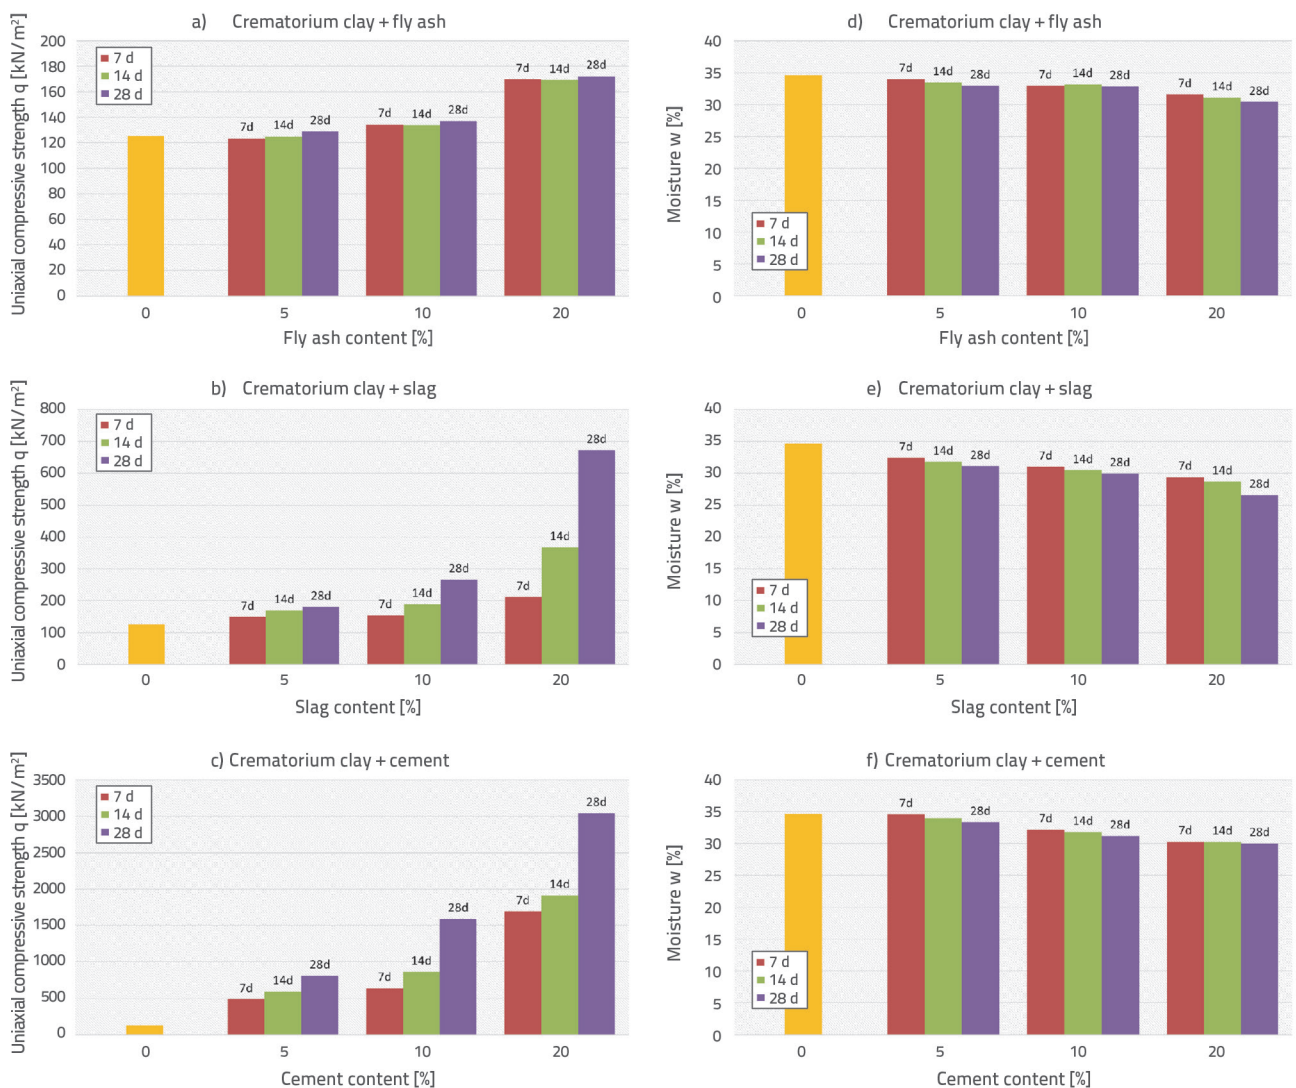 a) Crematorium clay + fly ash
Uniaxial compressive strength q [kN/m²]
200
180
160
140
120
100
80
60
40
20
0
7 d
14 d
28 d
7d 14d 28d
7d 14d 28d
7d 14d 28d
0 5 10 20
Fly ash content [%]
d) Crematorium clay + fly ash
Moisture w [%]
40
35
30
25
20
15
10
5
0
7d 14d 28d
7d 14d 28d
7d 14d 28d
7 d
14 d
28 d
0 5 10 20
Fly ash content [%]
b) Crematorium clay + slag
Uniaxial compressive strength q [kN/m²]
800
700
600
500
400
300
200
100
0
7 d
14 d
28 d
7d 14d 28d
7d 14d 28d
7d 14d 28d
0 5 10 20
Slag content [%]
e) Crematorium clay + slag
Moisture w [%]
40
35
30
25
20
15
10
5
0
7d 14d 28d
7d 14d 28d
7d 14d 28d
7 d
14 d
28 d
0 5 10 20
Slag content [%]
c) Crematorium clay + cement
Uniaxial compressive strength q [kN/m²]
3500
3000
2500
2000
1500
1000
500
0
7 d
14 d
28 d
7d 14d 28d
7d 14d 28d
7d 14d 28d
0 5 10 20
Cement content [%]
f) Crematorium clay + cement
Moisture w [%]
40
35
30
25
20
15
10
5
0
7d 28d
7d 14d 28d
7d 14d 28d
7 d
14 d
28 d
0 5 10 20
Cement content [%]